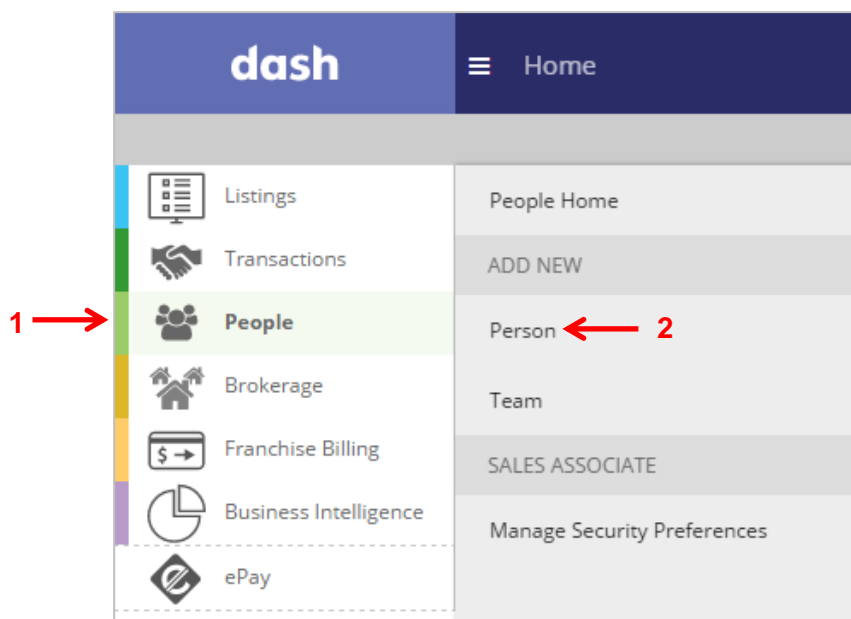 dash
Home
Listings
Transactions
1
People
Brokerage
Franchise Billing
$
Business Intelligence
ePay
People Home
ADD NEW
Person
2
Team
SALES ASSOCIATE
Manage Security Preferences